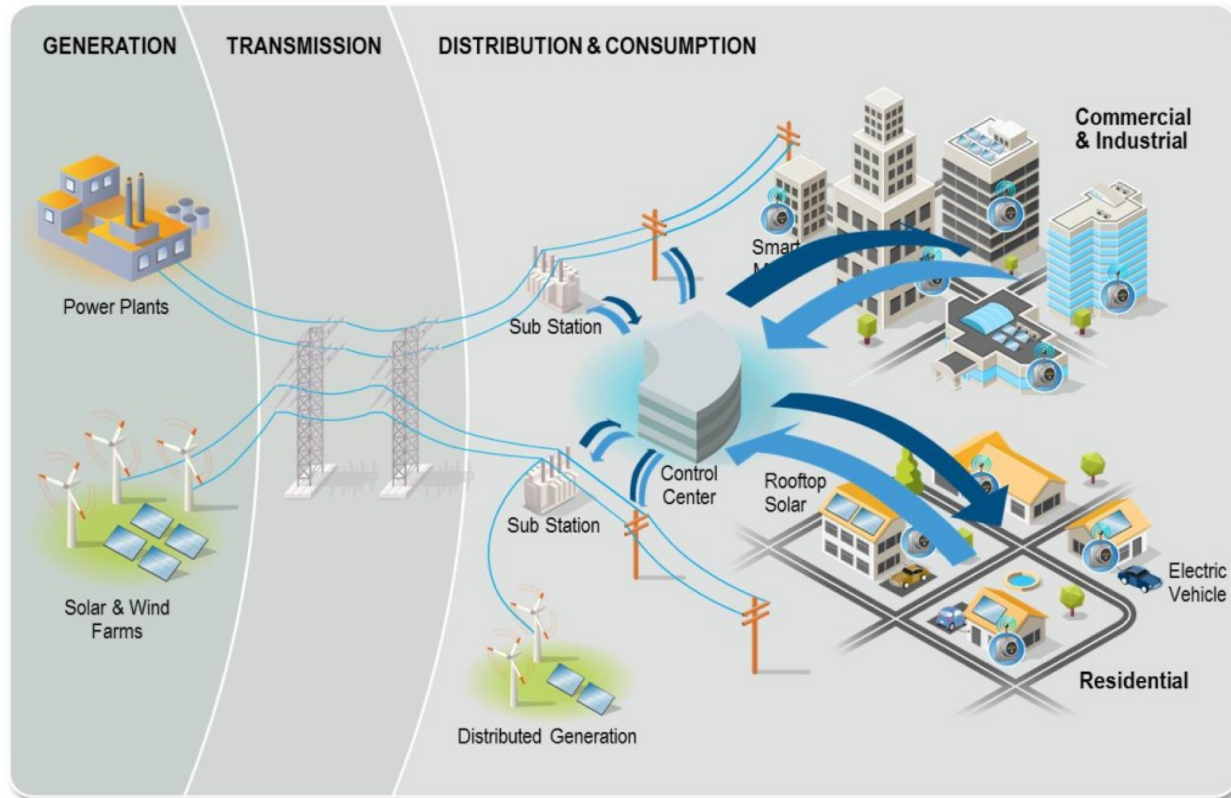 GENERATION
TRANSMISSION
DISTRIBUTION & CONSUMPTION
Commercial
& Industrial
Power Plants
Sub Station
Smart
Control
Center
Rooftop
Solar
Sub Station
Electric
Vehicle
Solar & Wind
Farms
Residential
Distributed Generation